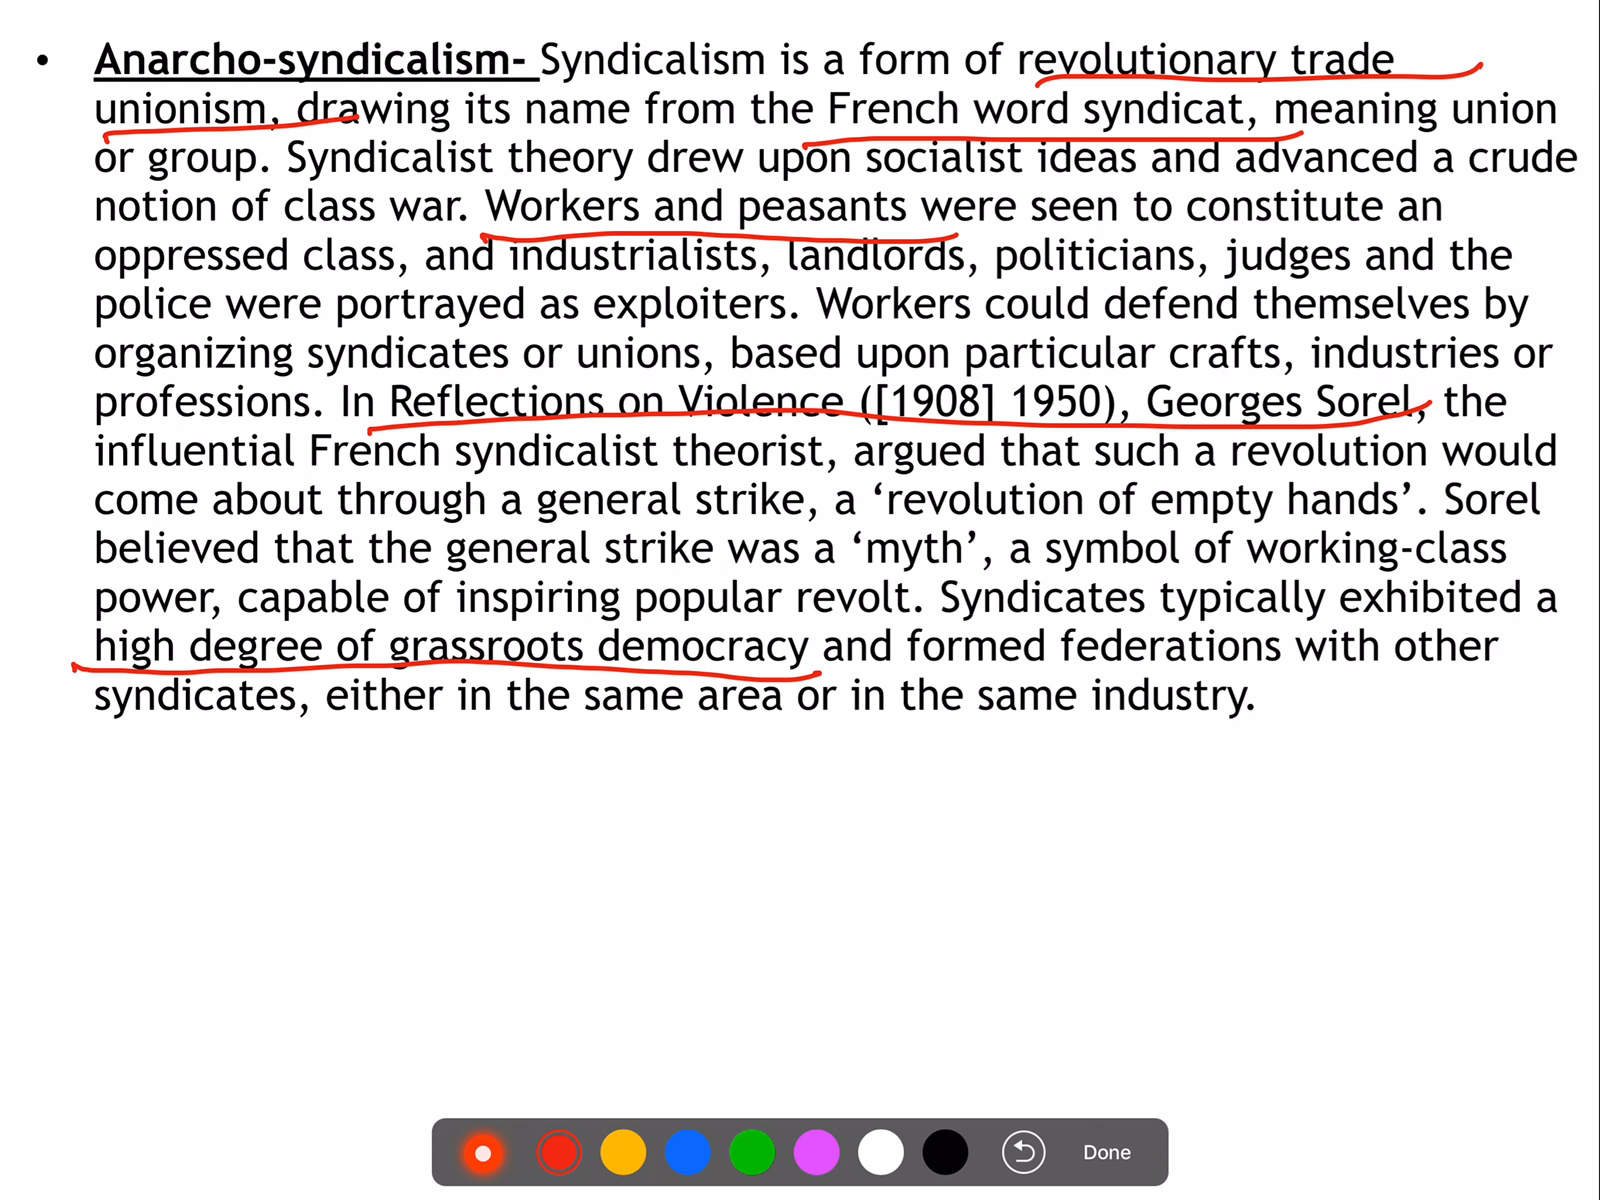 • Anarcho-syndicalism- Syndicalism is a form of revolutionary trade
unionism, drawing its name from the French word syndicat, meaning union
or group. Syndicalist theory drew upon socialist ideas and advanced a crude
notion of class war. Workers and peasants were seen to constitute an
oppressed class, and industrialists, landlords, politicians, judges and the
police were portrayed as exploiters. Workers could defend themselves by
organizing syndicates or unions, based upon particular crafts, industries or
professions. In Reflections on Violence ([1908] 1950), Georges Sorel, the
influential French syndicalist theorist, argued that such a revolution would
come about through a general strike, a ‘revolution of empty hands’. Sorel
believed that the general strike was a ‘myth’, a symbol of working-class
power, capable of inspiring popular revolt. Syndicates typically exhibited a
high degree of grassroots democracy and formed federations with other
syndicates, either in the same area or in the same industry.
Done